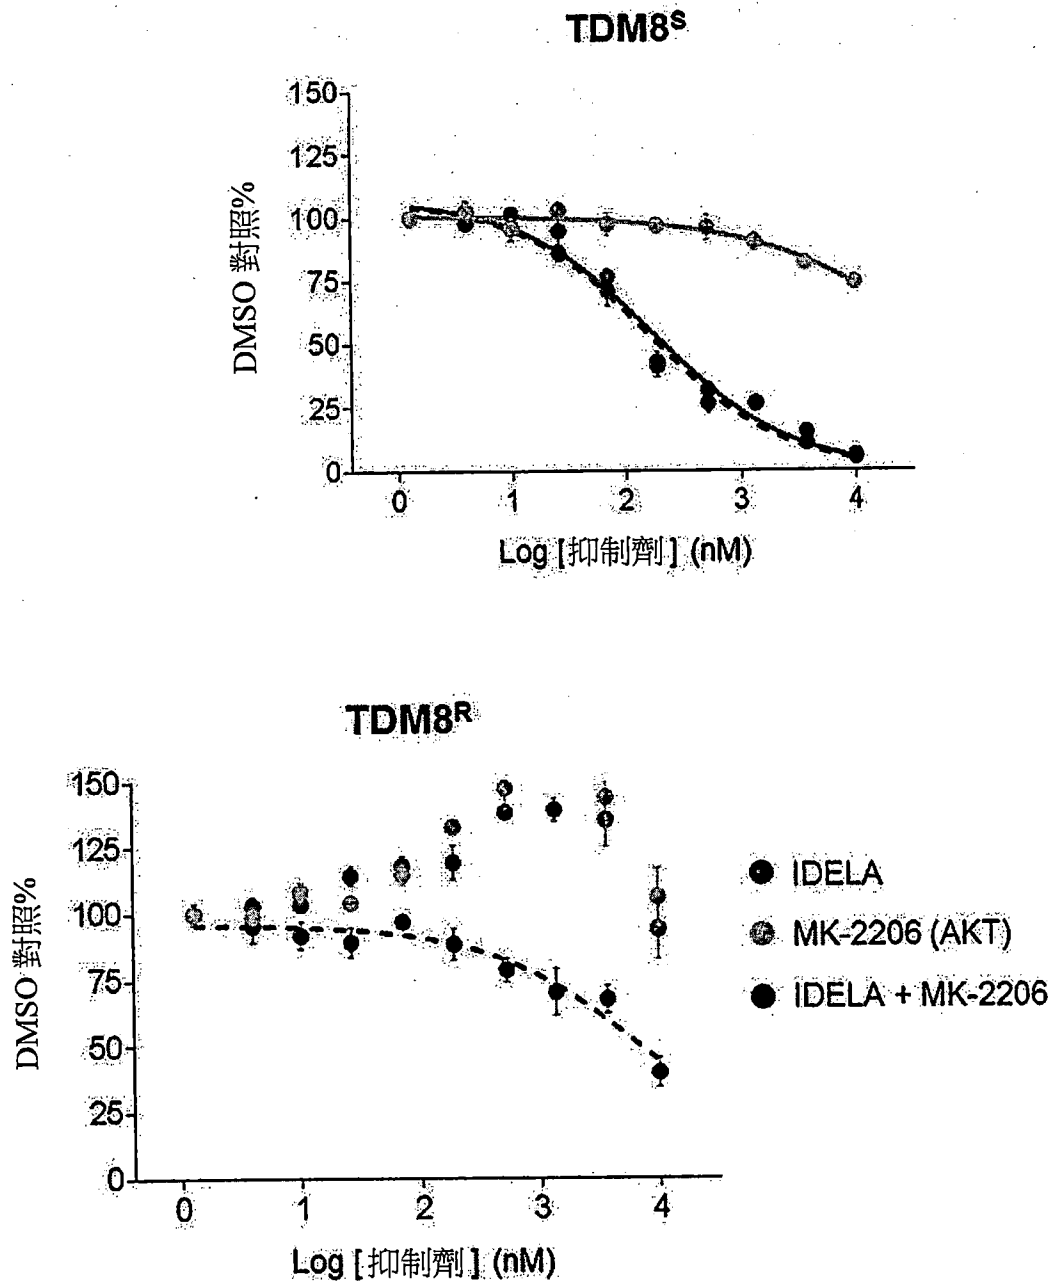 TDM8S
150
125
100
75
50
25
0
DMSO 對照%
0 1 2 3 4
Log [抑制劑] (nM)
TDM8R
150
125
100
75
50
25
0
DMSO 對照%
0 1 2 3 4
Log [抑制劑] (nM)
IDELA
MK-2206 (AKT)
IDELA + MK-2206